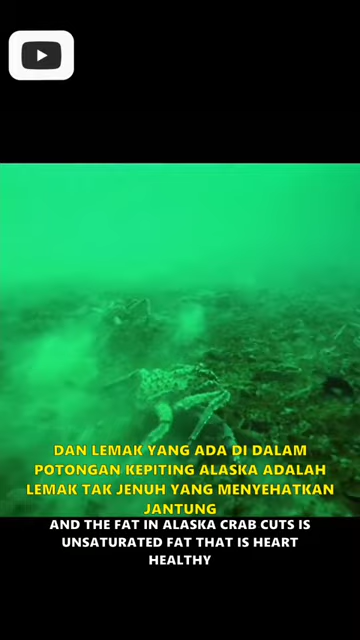 DAN LEMAK YANG ADA DI DALAM
POTONGAN KEPITING ALASKA ADALAH
LEMAK TAK JENUH YANG MENYEHATKAN
JANTUNG
AND THE FAT IN ALASKA CRAB CUTS IS
UNSATURATED FAT THAT IS HEART
HEALTHY